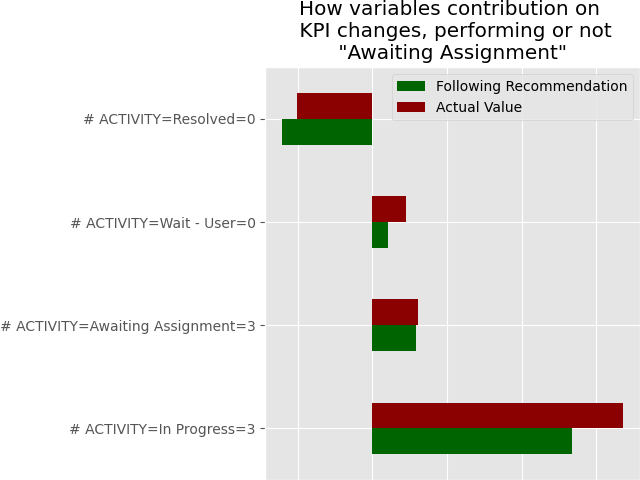 How variables contribution on
KPI changes, performing or not
"Awaiting Assignment"
Following Recommendation
Actual Value
# ACTIVITY=Resolved=0
# ACTIVITY=Wait - User=0
# ACTIVITY=Awaiting Assignment=3
# ACTIVITY=In Progress=3